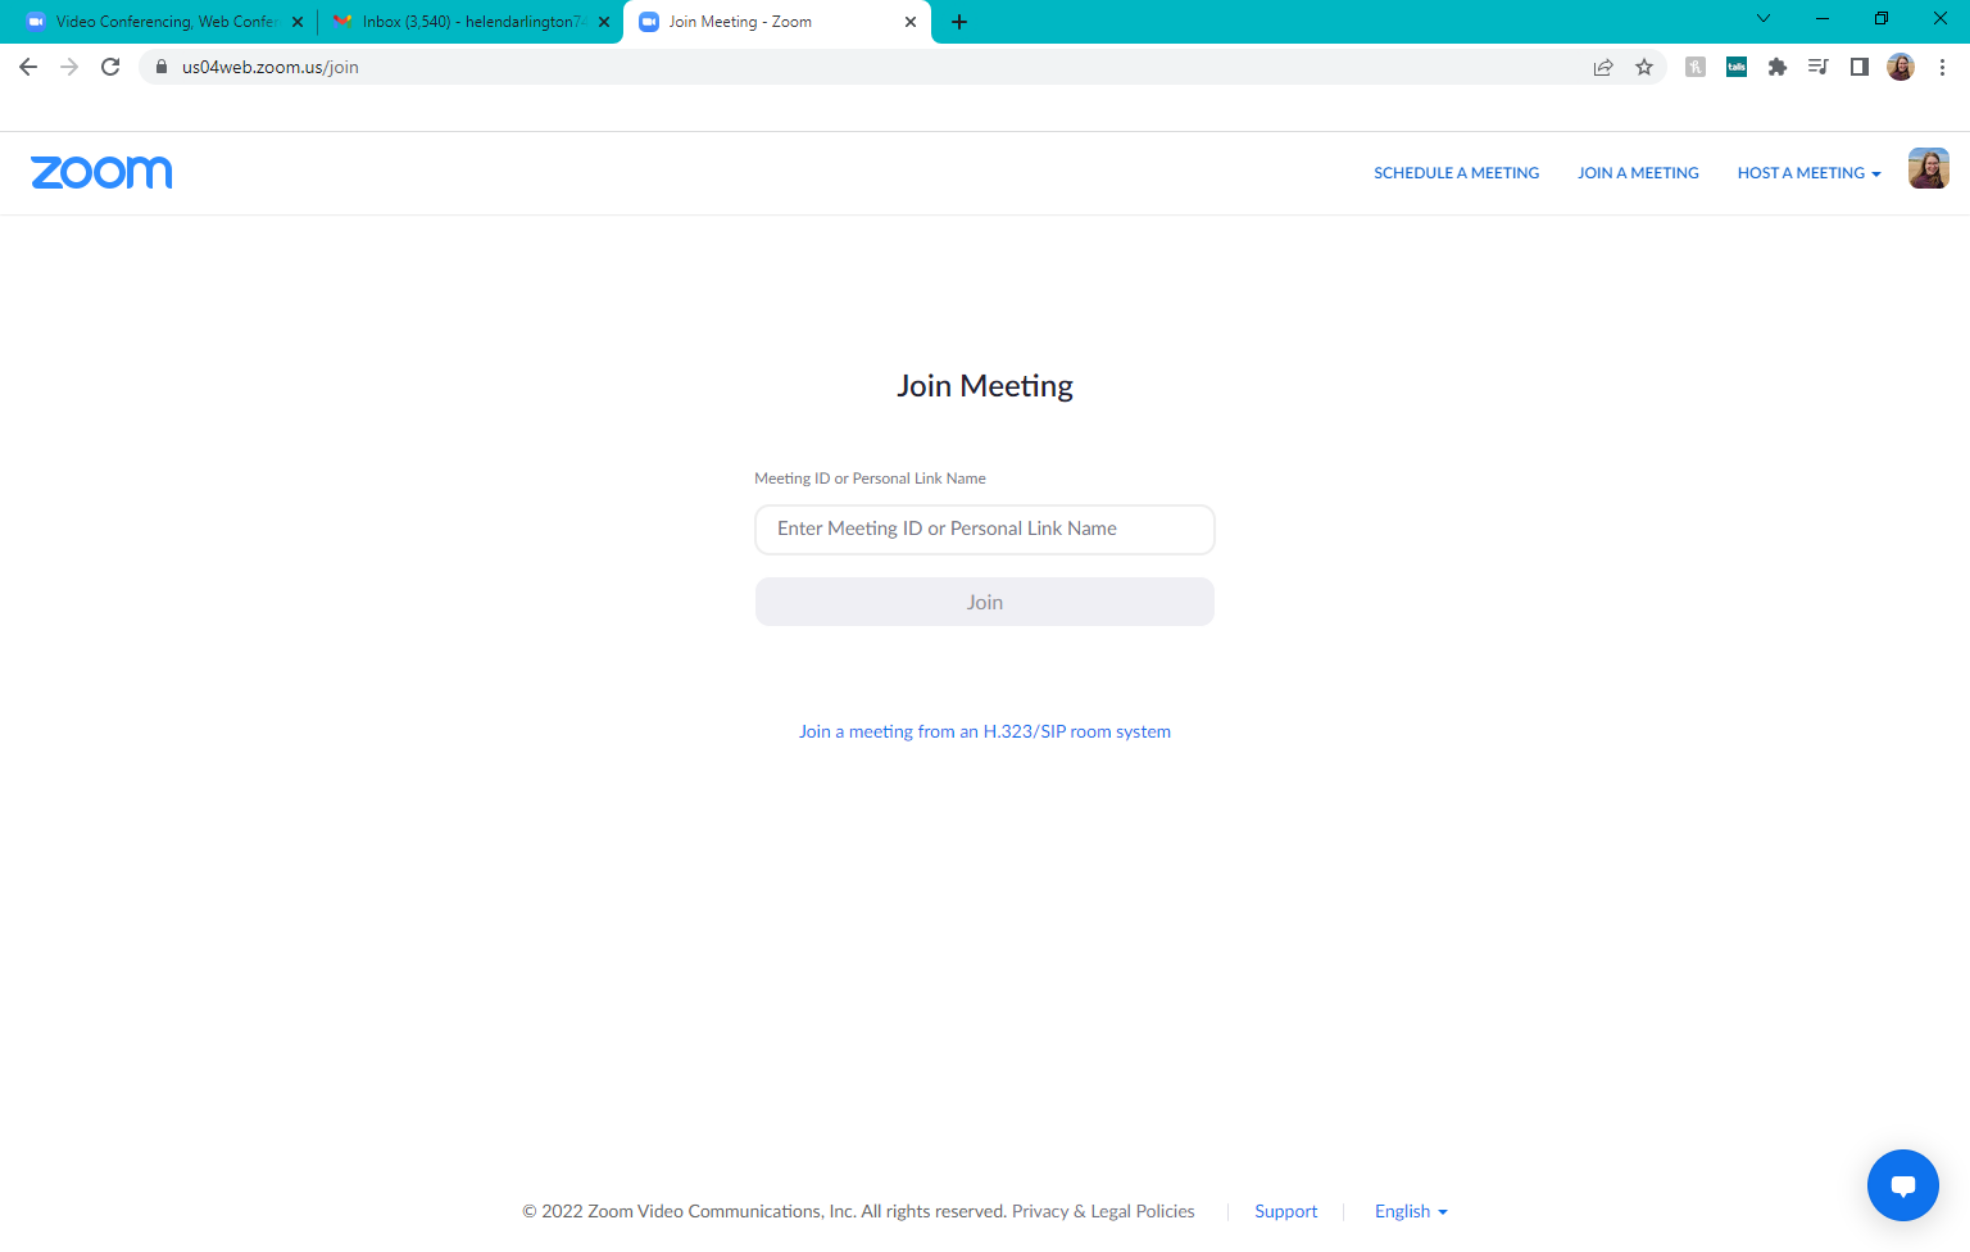 Video Conferencing, Web Confer
Inbox (3,540) - helendarlington74
Join Meeting - Zoom
us04web.zoom.us/join
talis
zoom
SCHEDULE A MEETING
JOIN A MEETING
HOST A MEETING
Join Meeting
Meeting ID or Personal Link Name
Enter Meeting ID or Personal Link Name
Join
Join a meeting from an H.323/SIP room system
© 2022 Zoom Video Communications, Inc. All rights reserved. Privacy & Legal Policies
Support
English